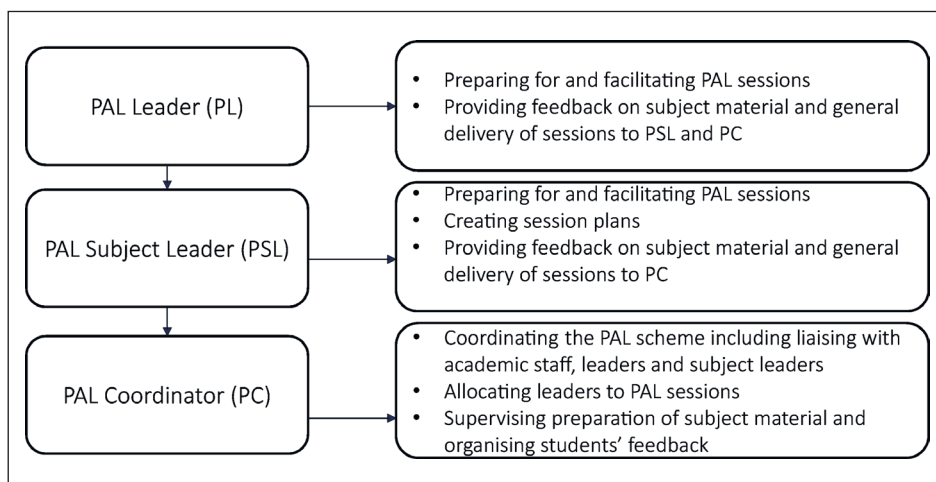 PAL Leader (PL)
• Preparing for and facilitating PAL sessions
• Providing feedback on subject material and general
delivery of sessions to PSL and PC
PAL Subject Leader (PSL)
• Preparing for and facilitating PAL sessions
• Creating session plans
• Providing feedback on subject material and general
delivery of sessions to PC
PAL Coordinator (PC)
• Coordinating the PAL scheme including liaising with
academic staff, leaders and subject leaders
• Allocating leaders to PAL sessions
• Supervising preparation of subject material and
organising students’ feedback